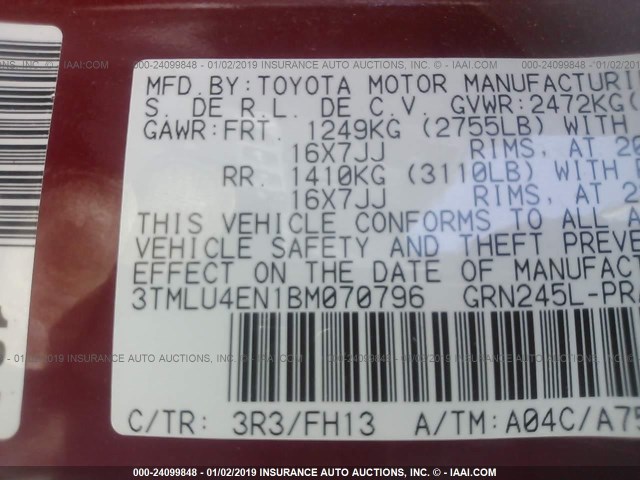 000-24099848 - 01/02/2019 INSURANCE AUTO AUCTIONS, INC. © - IAAI.COM
MFD.BY:TOYOTA MOTOR MANUFACTURI
S. DE R.L. DE C.V. GVWR:2472KG(
GAWR:FRT. 1249KG (2755LB) WITH
16X7JJ RIMS, AT 20
RR. 1410KG (3110LB) WITH
16X7JJ RIMS, AT 2
THIS VEHICLE CONFORMS TO ALL A
VEHICLE SAFETY AND THEFT PREVE
EFFECT ON THE DATE OF MANUFACT
3TMLU4EN1BM070796 GRN245L-PR
000-24099848 - 01/02/2019 INSURANCE AUTO AUCTIONS, INC. © - IAAI.COM
C/TR: 3R3/FH13 A/TM:A04C/A75
000-24099848 - 01/02/2019 INSURANCE AUTO AUCTIONS, INC. © - IAAI.COM